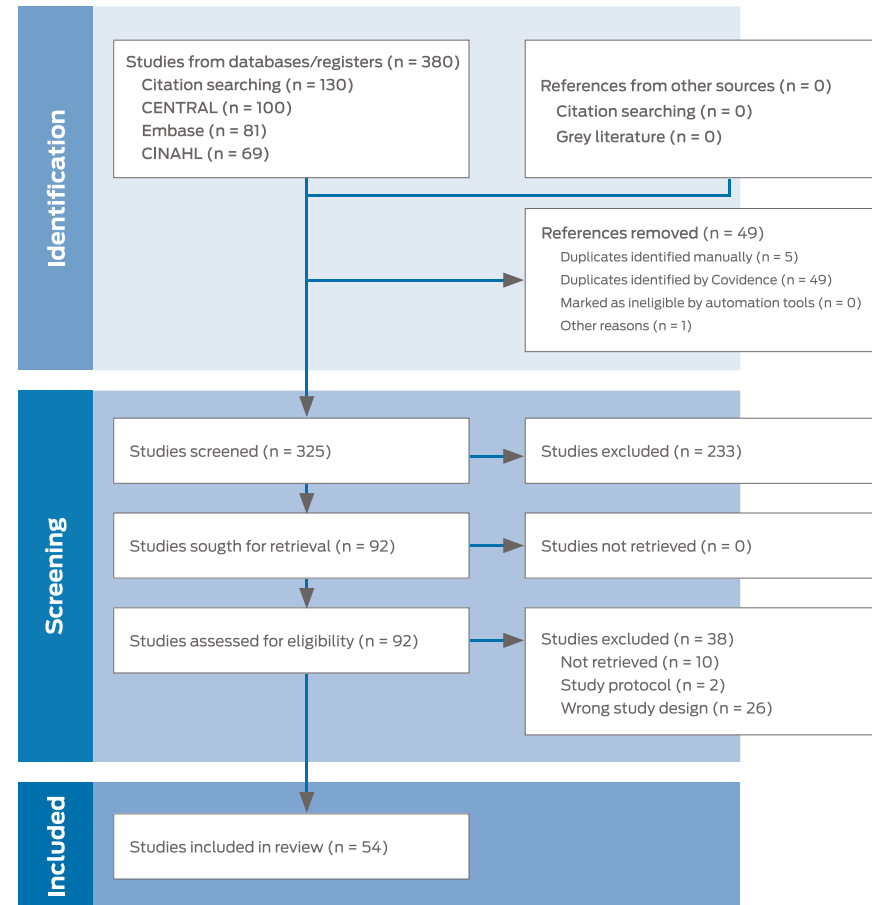 Identification
Studies from databases/registers (n = 380)
Citation searching (n = 130)
CENTRAL (n = 100)
Embase (n = 81)
CINAHL (n = 69)
References from other sources (n = 0)
Citation searching (n = 0)
Grey literature (n = 0)
References removed (n = 49)
Duplicates identified manually (n = 5)
Duplicates identified by Covidence (n = 49)
Marked as ineligible by automation tools (n = 0)
Other reasons (n = 1)
Screening
Studies screened (n = 325)
Studies excluded (n = 233)
Studies sougth for retrieval (n = 92)
Studies not retrieved (n = 0)
Studies assessed for eligibility (n = 92)
Studies excluded (n = 38)
Not retrieved (n = 10)
Study protocol (n = 2)
Wrong study design (n = 26)
Included
Studies included in review (n = 54)